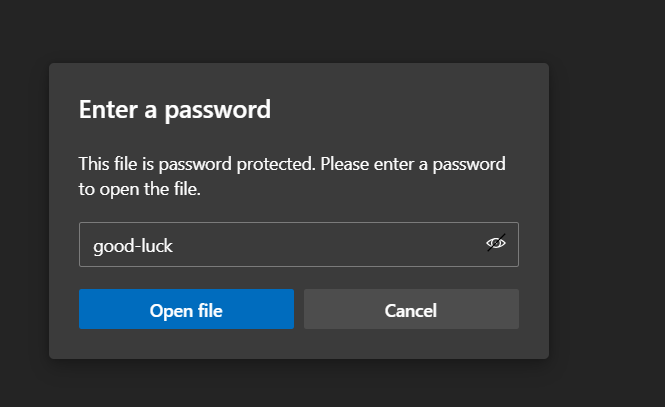 Enter a password
This file is password protected. Please enter a password
to open the file.
good-luck
Open file
Cancel